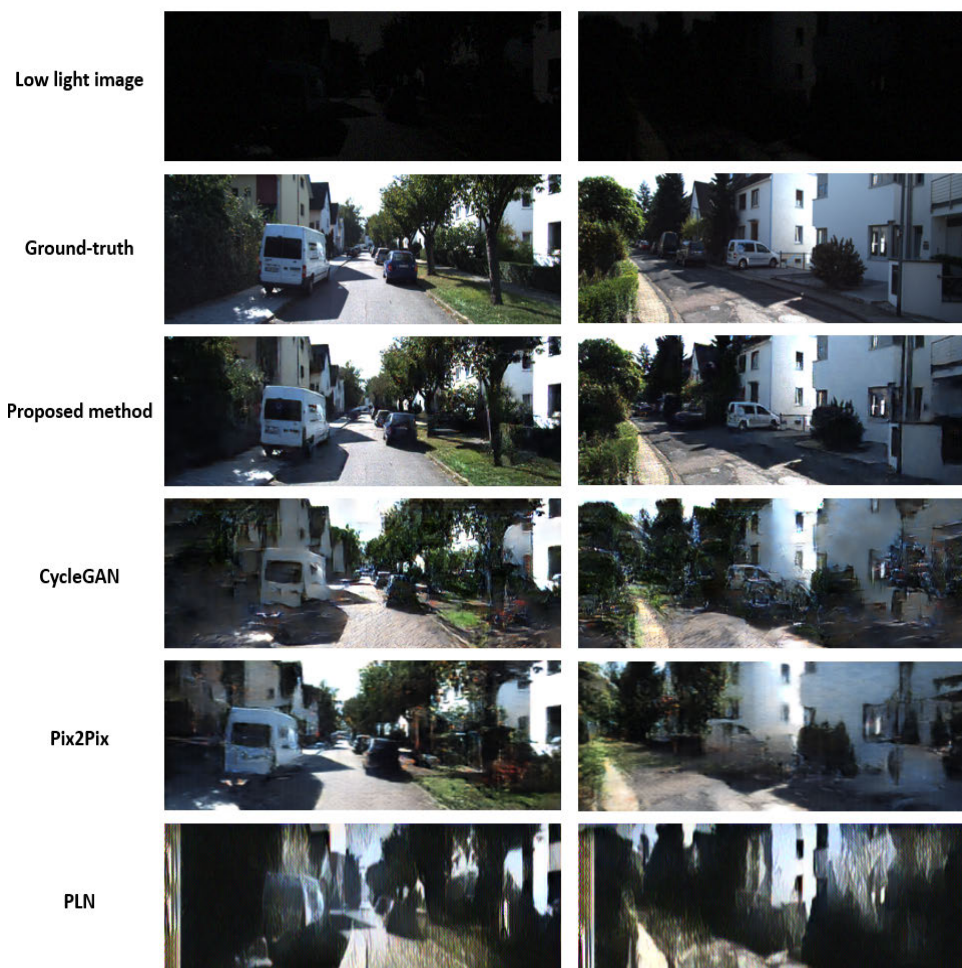 Low light image
Ground-truth
Proposed method
CycleGAN
Pix2Pix
PLN